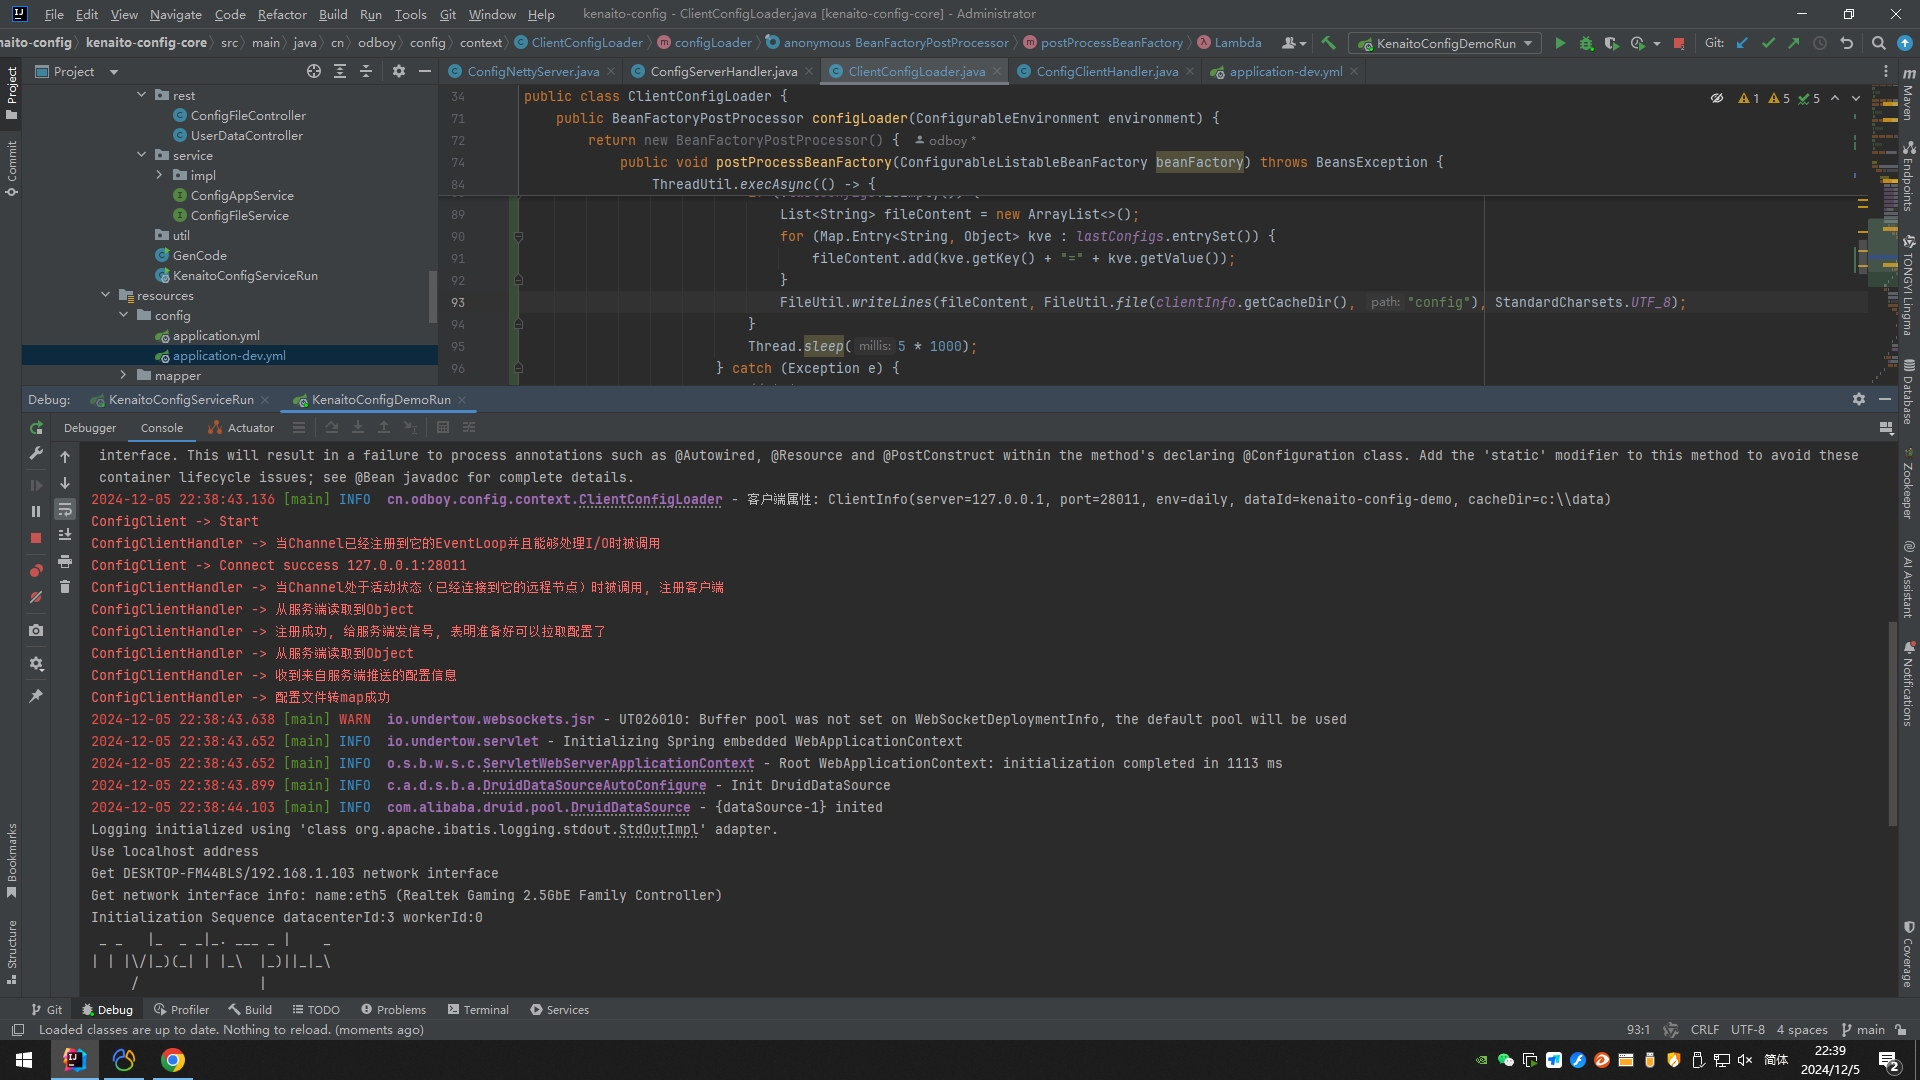 File Edit View Navigate Code Refactor Build Run Tools Git Window Help kenaito-config - ClientConfigLoader.java [kenaito-config-core] - Administrator
naito-config kenaito-config-core src main java cn odboy config context ClientConfigLoader configLoader anonymous BeanFactoryPostProcessor postProcessBeanFactory Lambda KenaitoConfigDemoRun Git:
Project
ConfigNettyServer.java ConfigServerHandler.java ClientConfigLoader.java ConfigClientHandler.java application-dev.yml
rest
ConfigFileController
UserDataController
service
impl
ConfigAppService
ConfigFileService
util
GenCode
KenaitoConfigServiceRun
resources
config
application.yml
application-dev.yml
mapper
1 5 5
34 public class ClientConfigLoader {
71 public BeanFactoryPostProcessor configLoader(ConfigurableEnvironment environment) {
72 return new BeanFactoryPostProcessor() { odboy *
74 public void postProcessBeanFactory(ConfigurableListableBeanFactory beanFactory) throws BeansException {
84 ThreadUtil.execAsync(() -> {
89 List<String> fileContent = new ArrayList<>();
90 for (Map.Entry<String, Object> kve : lastConfigs.entrySet()) {
91 fileContent.add(kve.getKey() + "=" + kve.getValue());
92 }
93 FileUtil.writeLines(fileContent, FileUtil.file(clientInfo.getCacheDir(), path: "config"), StandardCharsets.UTF_8);
94 }
95 Thread.sleep( millis: 5 * 1000);
96 } catch (Exception e) {
Project
Commit
Bookmarks
Structure
Maven
Endpoints
TONGYI Lingma
Database
Zookeeper
AI Assistant
Notifications
Coverage
Debug: KenaitoConfigServiceRun KenaitoConfigDemoRun
Debugger Console Actuator
interface. This will result in a failure to process annotations such as @Autowired, @Resource and @PostConstruct within the method's declaring @Configuration class. Add the 'static' modifier to this method to avoid these
container lifecycle issues; see @Bean javadoc for complete details.
2024-12-05 22:38:43.136 [main] INFO cn.odboy.config.context.ClientConfigLoader - 客户端属性: ClientInfo(server=127.0.0.1, port=28011, env=daily, dataId=kenaito-config-demo, cacheDir=c:\\data)
ConfigClient -> Start
ConfigClientHandler -> 当Channel已经注册到它的EventLoop并且能够处理I/O时被调用
ConfigClient -> Connect success 127.0.0.1:28011
ConfigClientHandler -> 当Channel处于活动状态（已经连接到它的远程节点）时被调用, 注册客户端
ConfigClientHandler -> 从服务端读取到Object
ConfigClientHandler -> 注册成功, 给服务端发信号, 表明准备好可以拉取配置了
ConfigClientHandler -> 从服务端读取到Object
ConfigClientHandler -> 收到来自服务端推送的配置信息
ConfigClientHandler -> 配置文件转map成功
2024-12-05 22:38:43.638 [main] WARN io.undertow.websockets.jsr - UT026010: Buffer pool was not set on WebSocketDeploymentInfo, the default pool will be used
2024-12-05 22:38:43.652 [main] INFO io.undertow.servlet - Initializing Spring embedded WebApplicationContext
2024-12-05 22:38:43.652 [main] INFO o.s.b.w.s.c.ServletWebServerApplicationContext - Root WebApplicationContext: initialization completed in 1113 ms
2024-12-05 22:38:43.899 [main] INFO c.a.d.s.b.a.DruidDataSourceAutoConfigure - Init DruidDataSource
2024-12-05 22:38:44.103 [main] INFO com.alibaba.druid.pool.DruidDataSource - {dataSource-1} inited
Logging initialized using 'class org.apache.ibatis.logging.stdout.StdOutImpl' adapter.
Use localhost address
Get DESKTOP-FM44BLS/192.168.1.103 network interface
Get network interface info: name:eth5 (Realtek Gaming 2.5GbE Family Controller)
Initialization Sequence datacenterId:3 workerId:0
 _ _   |_  _ _|_. ___ _ |    _
| | |\/|_)(_| | |_\  |_)||_|_\
     /               |
Git Debug Profiler Build TODO Problems Terminal Services
Loaded classes are up to date. Nothing to reload. (moments ago) 93:1 CRLF UTF-8 4 spaces main
简体 22:39
2024/12/5 2